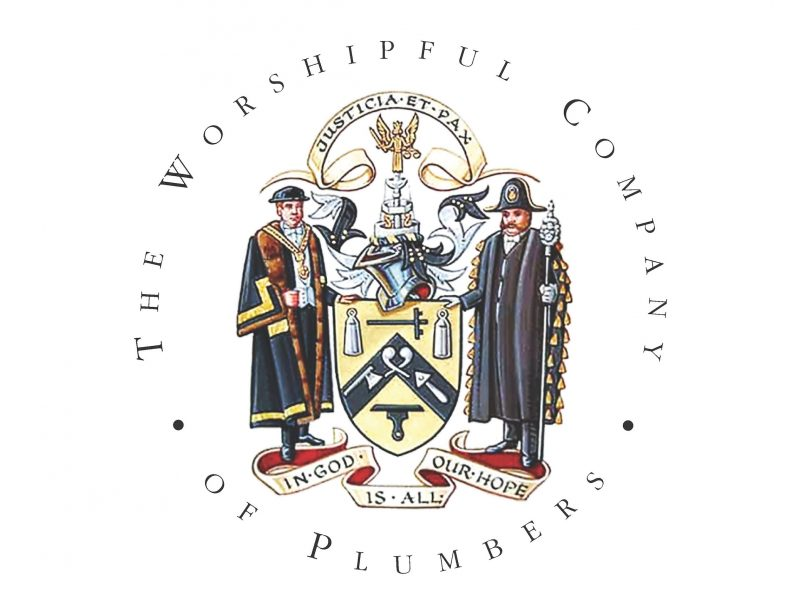 THE WORSHIPFUL COMPANY
OF PLUMBERS
JUSTICIA·ET·PAX
IN·GOD·
IS·ALL·
OUR·HOPE